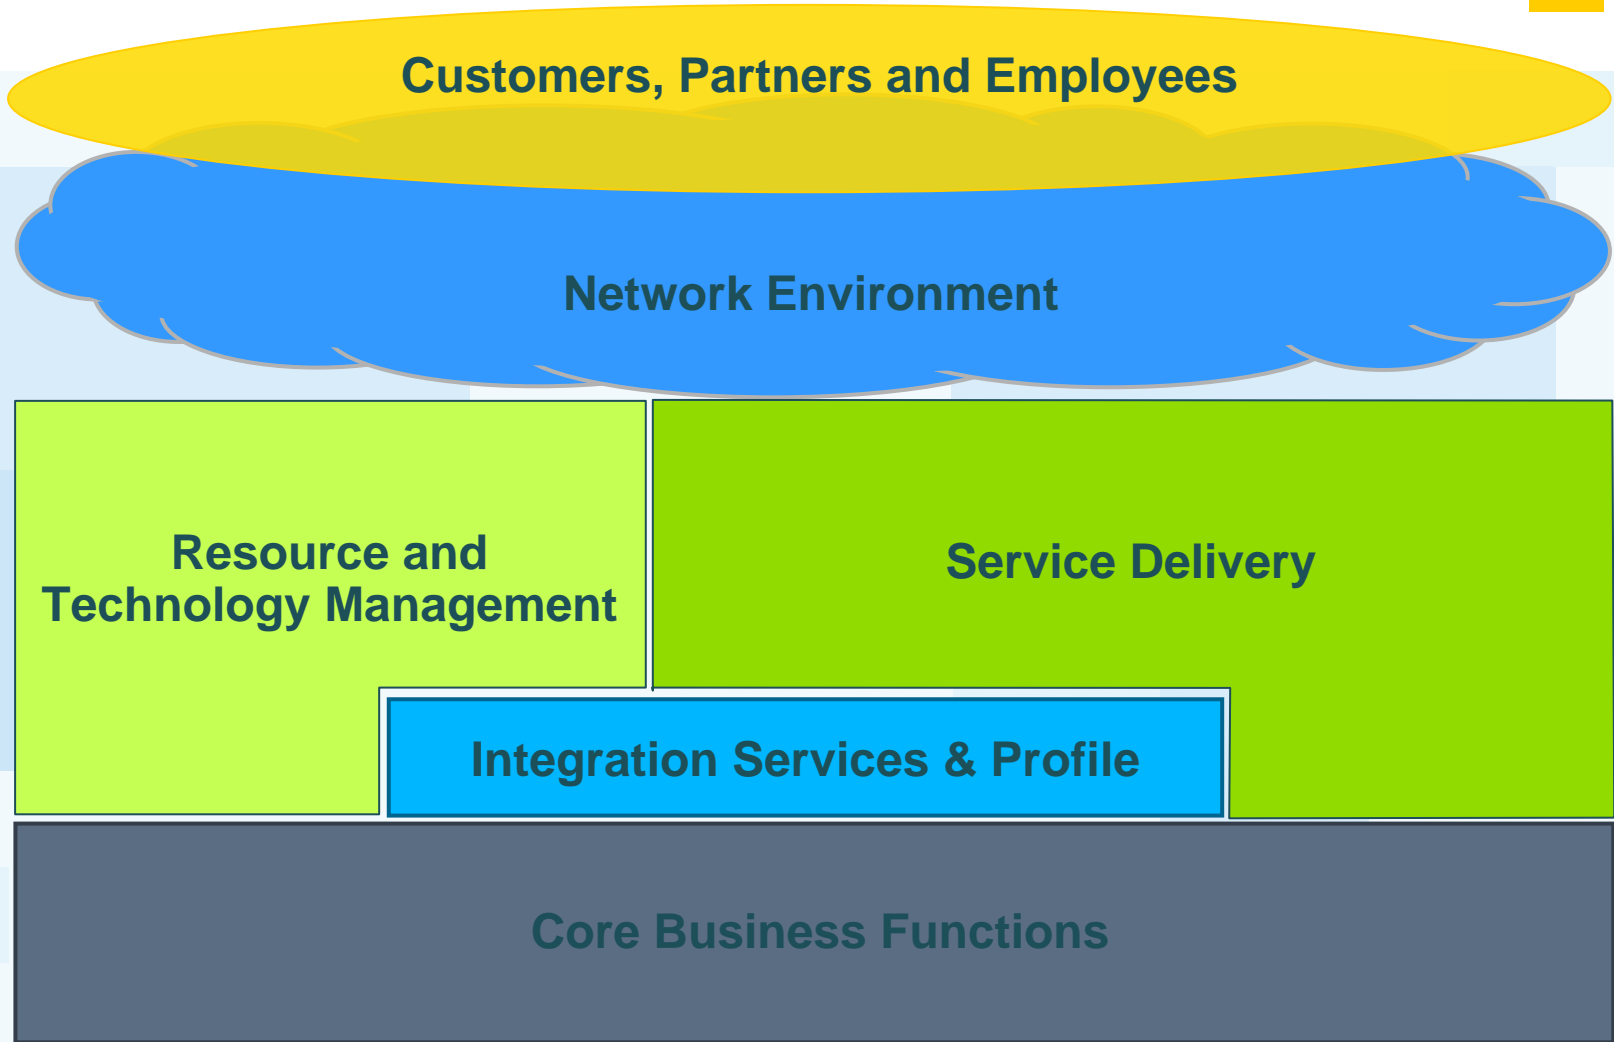 Customers, Partners and Employees
Network Environment
Resource and
Technology Management
Service Delivery
Integration Services & Profile
Core Business Functions